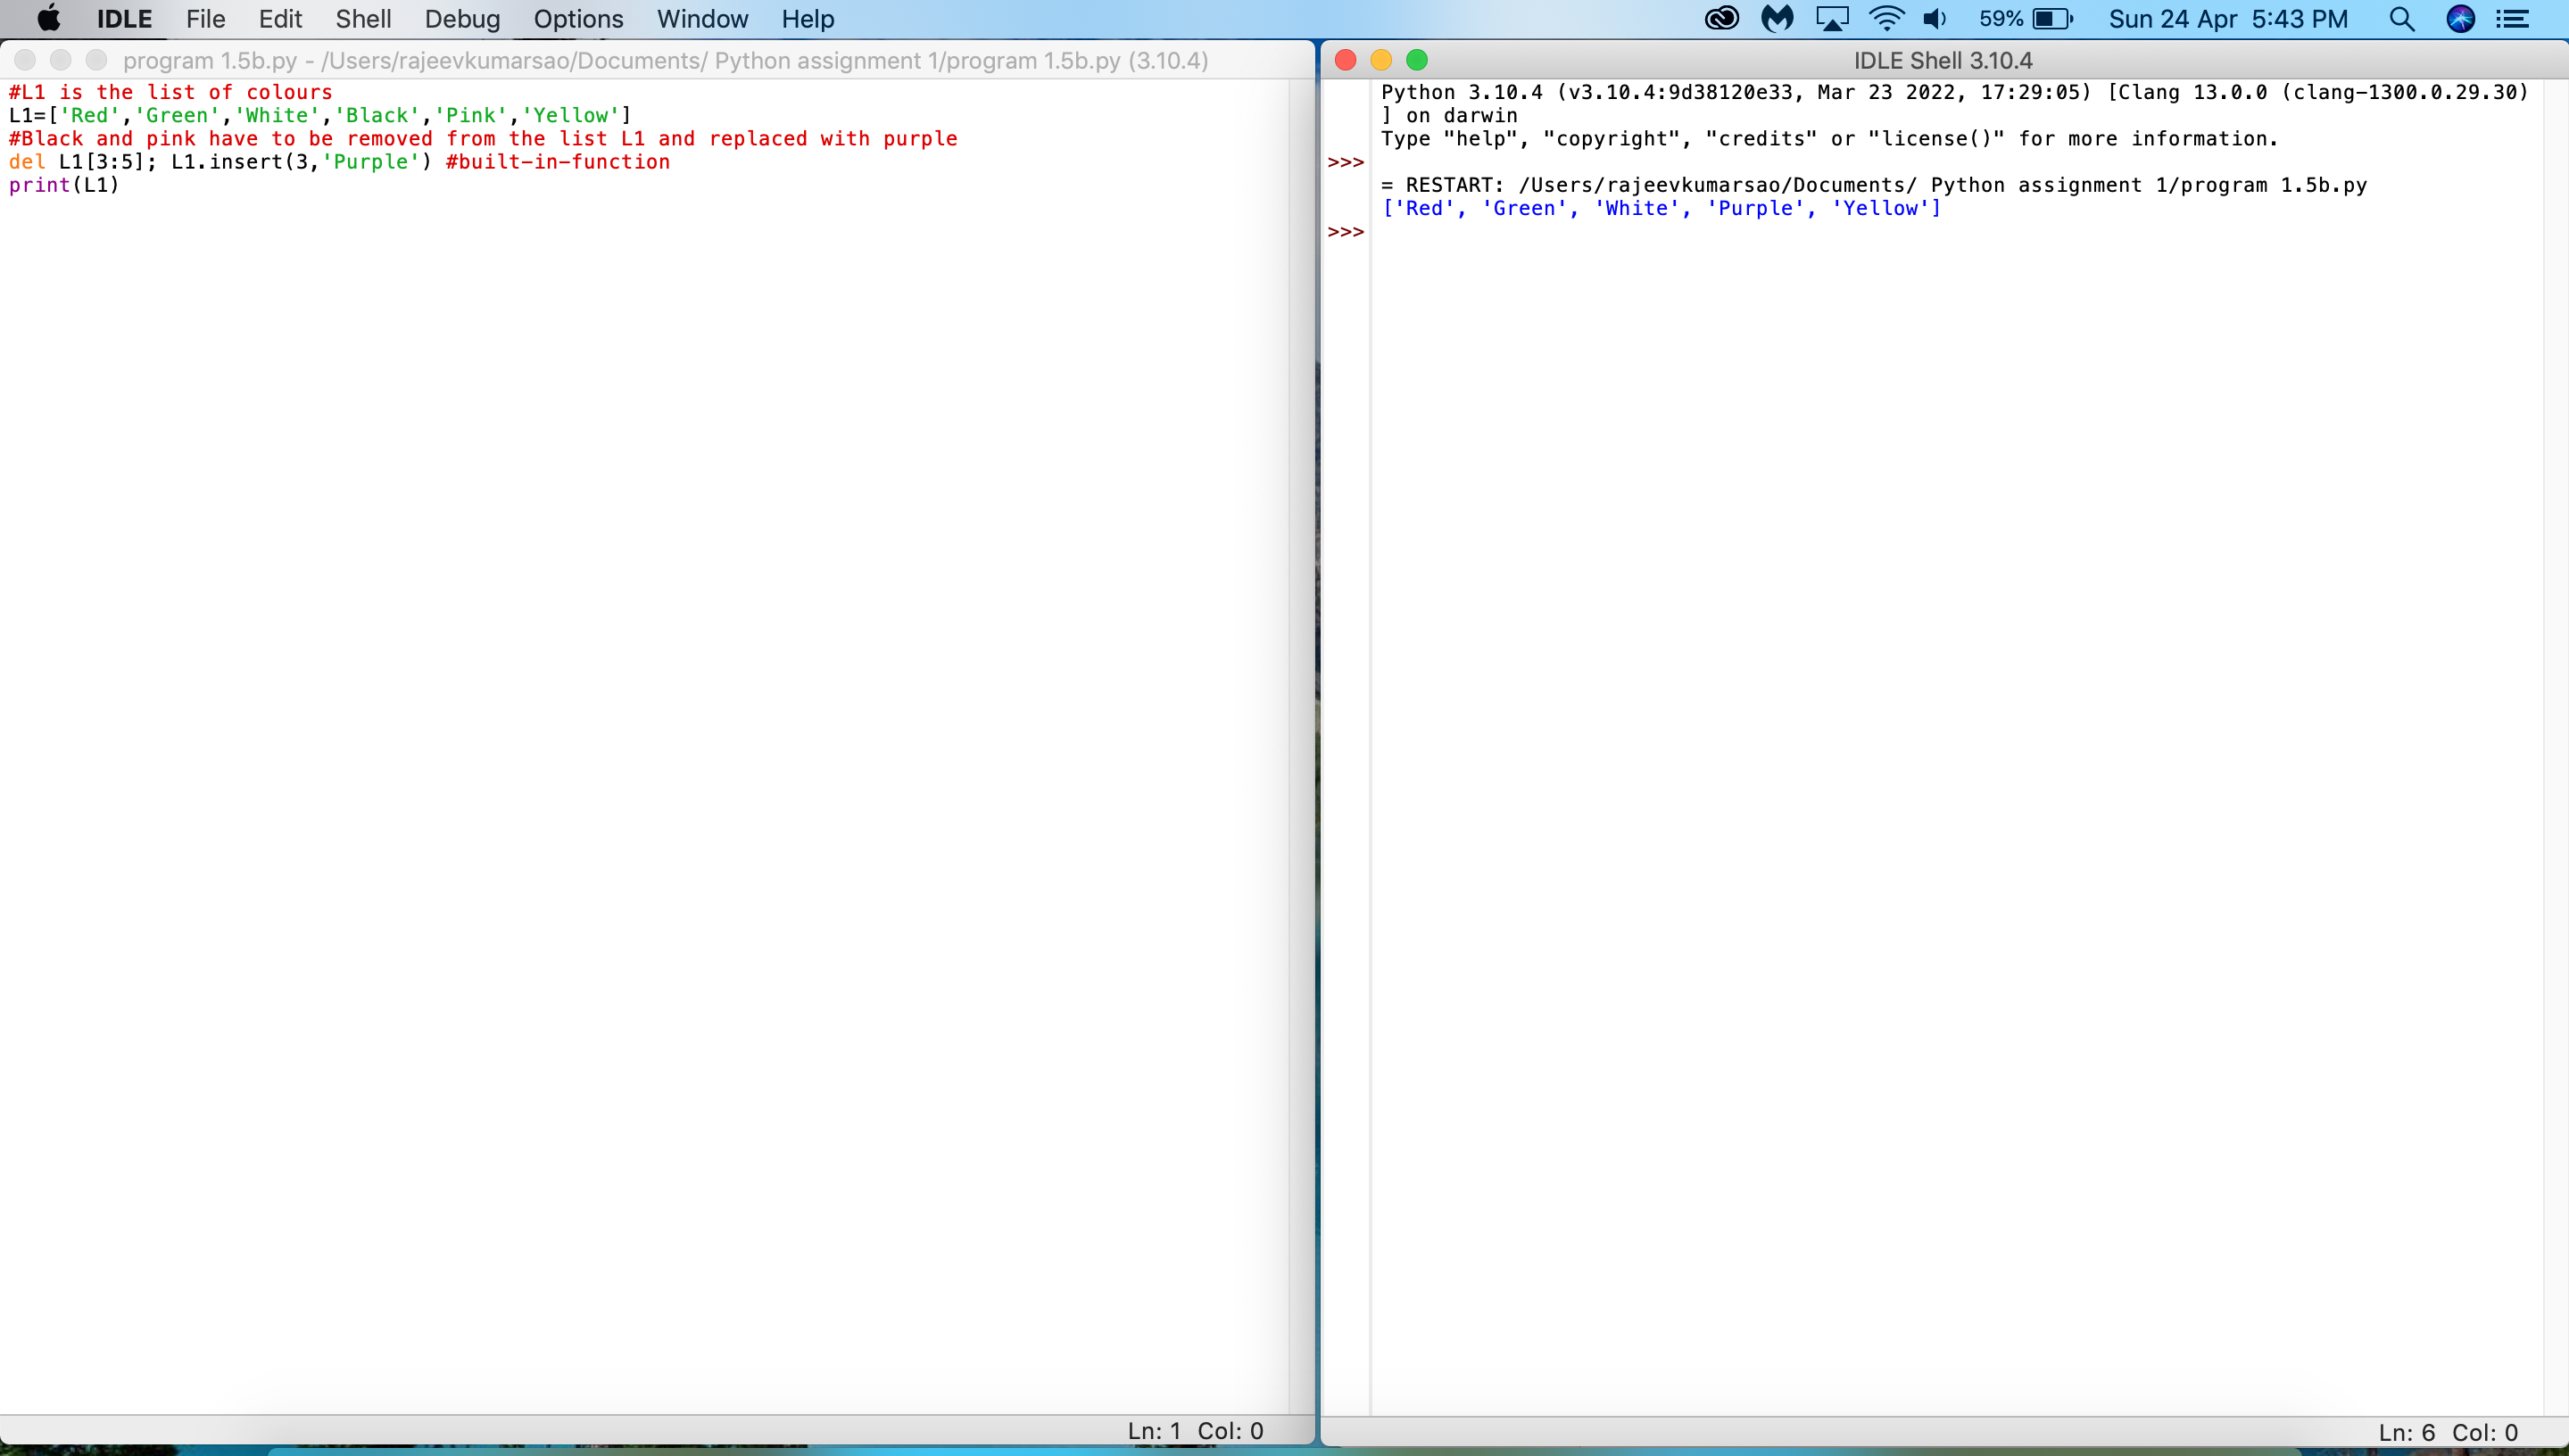 IDLE File Edit Shell Debug Options Window Help 59% Sun 24 Apr 5:43 PM
program 1.5b.py - /Users/rajeevkumarsao/Documents/ Python assignment 1/program 1.5b.py (3.10.4)
#L1 is the list of colours
L1=['Red','Green','White','Black','Pink','Yellow']
#Black and pink have to be removed from the list L1 and replaced with purple
del L1[3:5]; L1.insert(3,'Purple') #built-in-function
print(L1)
Ln: 1 Col: 0
IDLE Shell 3.10.4
Python 3.10.4 (v3.10.4:9d38120e33, Mar 23 2022, 17:29:05) [Clang 13.0.0 (clang-1300.0.29.30)
] on darwin
Type "help", "copyright", "credits" or "license()" for more information.
>>>
= RESTART: /Users/rajeevkumarsao/Documents/ Python assignment 1/program 1.5b.py
['Red', 'Green', 'White', 'Purple', 'Yellow']
>>>
Ln: 6 Col: 0